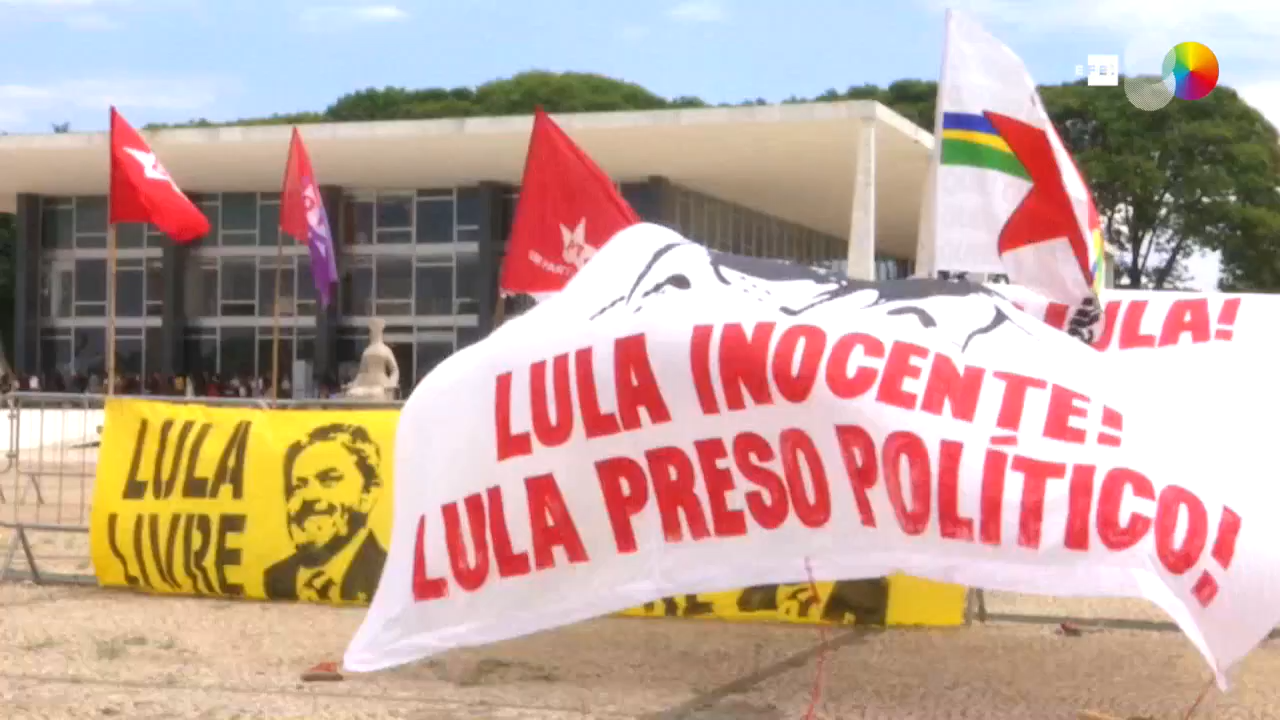 LULA!
LULA INOCENTE!
LULA PRESO POLÍTICO!
LULA
LIVRE